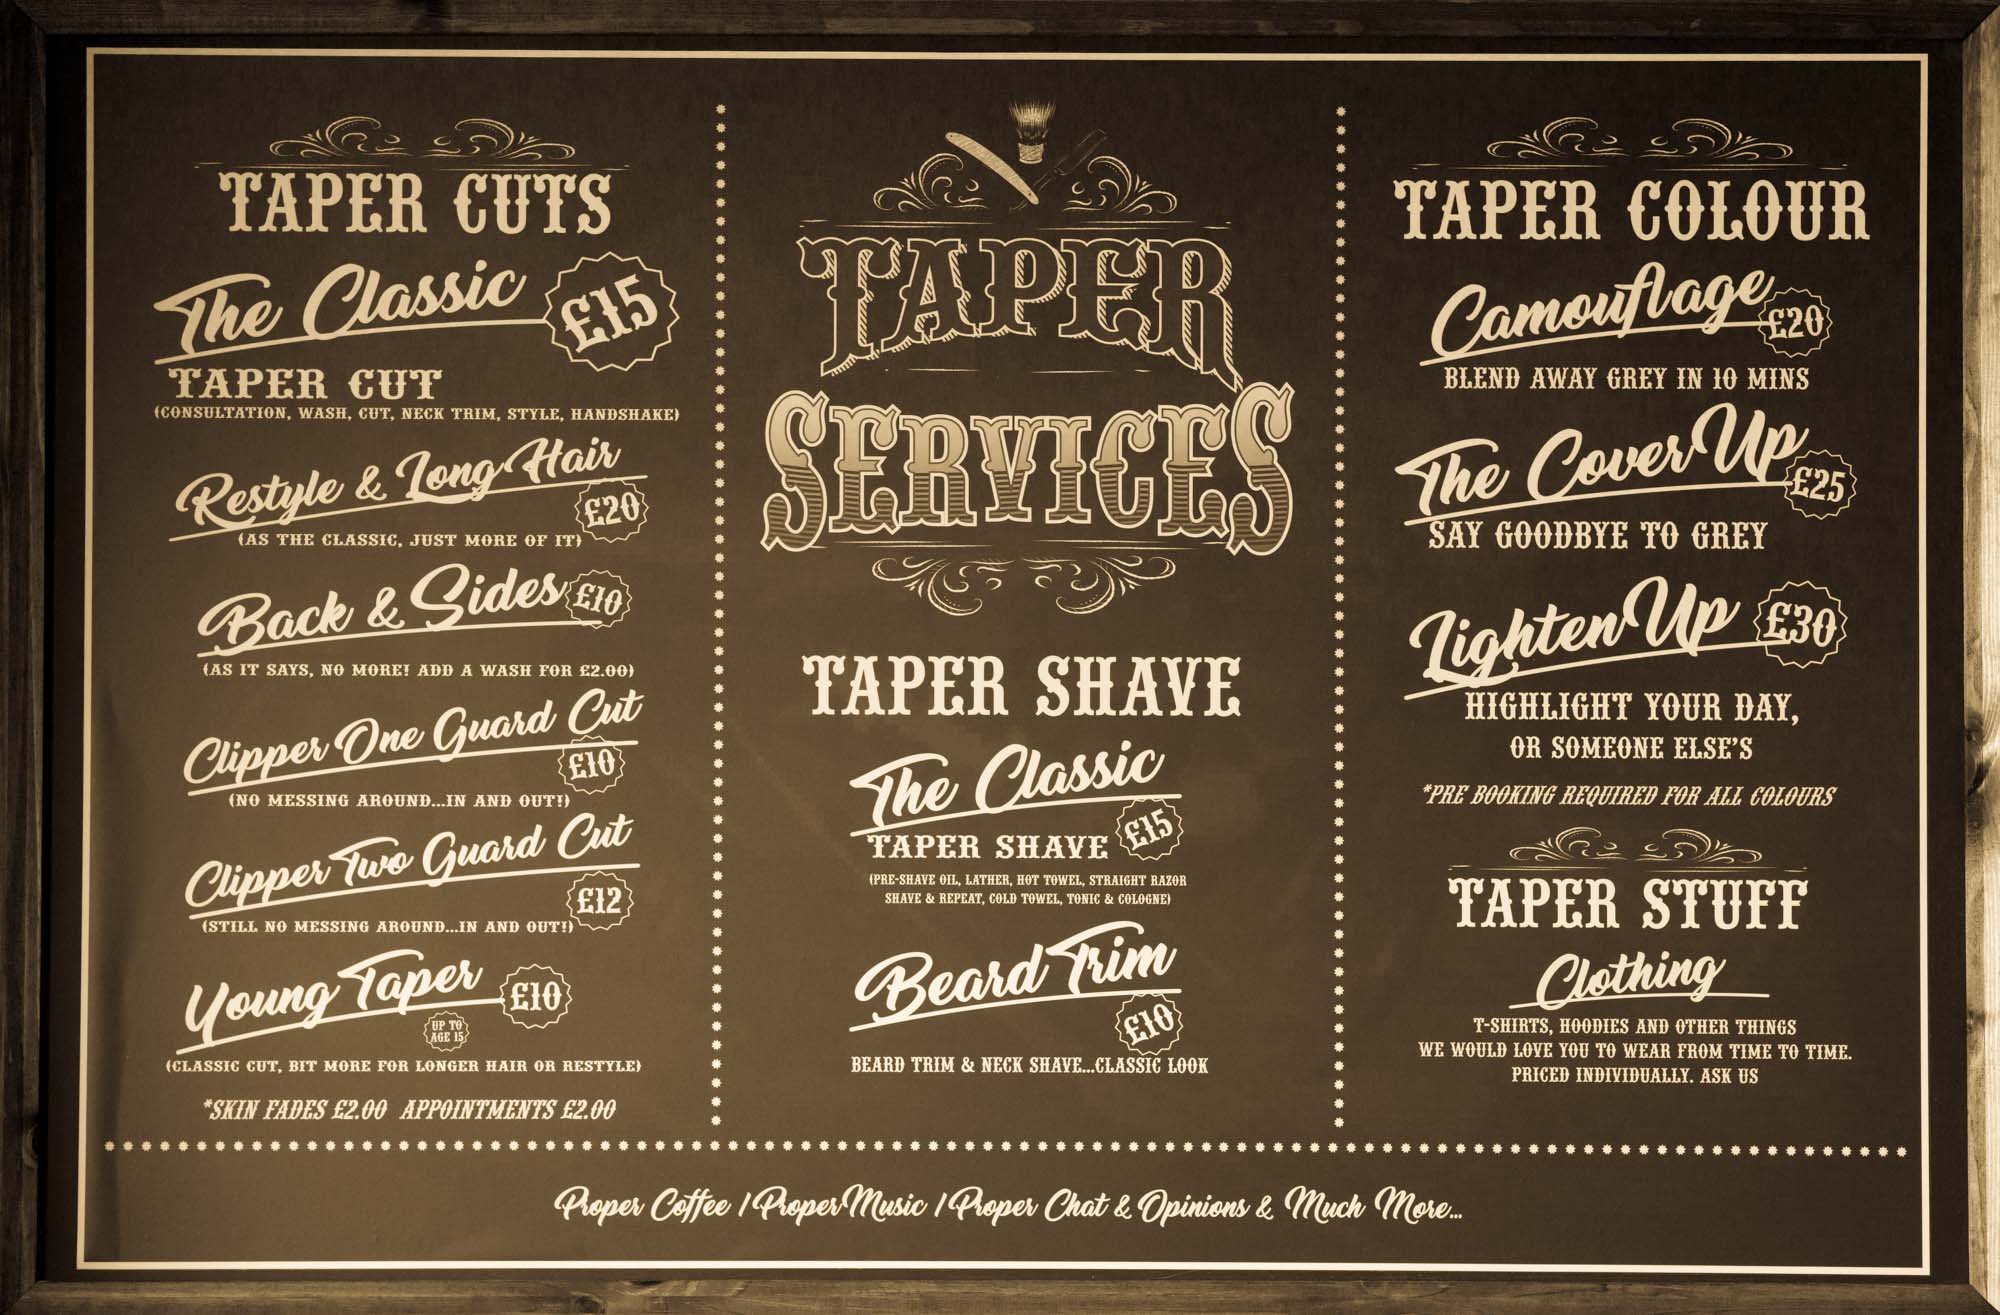 TAPER CUTS
The Classic £15
TAPER CUT
(CONSULTATION, WASH, CUT, NECK TRIM, STYLE, HANDSHAKE)
Restyle & Long Hair
£20
(AS THE CLASSIC, JUST MORE OF IT)
Back & Sides £10
(AS IT SAYS, NO MORE! ADD A WASH FOR £2.00)
Clipper One Guard Cut
£10
(NO MESSING AROUND...IN AND OUT!)
Clipper Two Guard Cut
£12
(STILL NO MESSING AROUND...IN AND OUT!)
Young Taper £10
UP TO
AGE 15
(CLASSIC CUT, BIT MORE FOR LONGER HAIR OR RESTYLE)
*SKIN FADES £2.00 APPOINTMENTS £2.00
TAPER
SERVICES
TAPER SHAVE
The Classic
TAPER SHAVE £15
(PRE-SHAVE OIL, LATHER, HOT TOWEL, STRAIGHT RAZOR
SHAVE & REPEAT, COLD TOWEL, TONIC & COLOGNE)
Beard Trim
£10
BEARD TRIM & NECK SHAVE...CLASSIC LOOK
TAPER COLOUR
Camouflage £20
BLEND AWAY GREY IN 10 MINS
The Cover Up £25
SAY GOODBYE TO GREY
Lighten Up £30
HIGHLIGHT YOUR DAY,
OR SOMEONE ELSE'S
*PRE BOOKING REQUIRED FOR ALL COLOURS
TAPER STUFF
Clothing
T-SHIRTS, HOODIES AND OTHER THINGS
WE WOULD LOVE YOU TO WEAR FROM TIME TO TIME.
PRICED INDIVIDUALLY. ASK US
Proper Coffee / Proper Music / Proper Chat & Opinions & Much More...